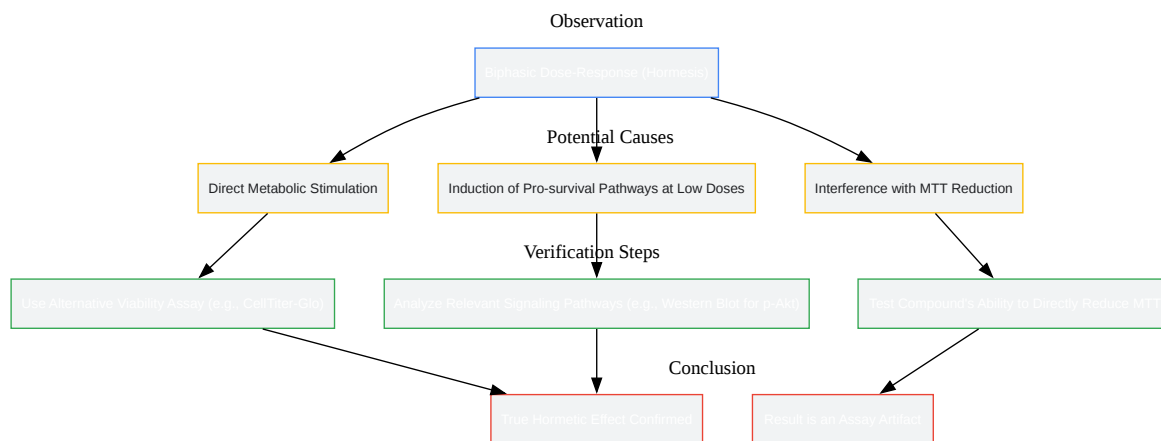 Observation
Biphasic Dose-Response (Hormesis)
Potential Causes
Direct Metabolic Stimulation
Induction of Pro-survival Pathways at Low Doses
Interference with MTT Reduction
Verification Steps
Use Alternative Viability Assay (e.g., CellTiter-Glo)
Analyze Relevant Signaling Pathways (e.g., Western Blot for p-Akt)
Test Compound's Ability to Directly Reduce MTT
Conclusion
True Hormetic Effect Confirmed
Result is an Assay Artifact